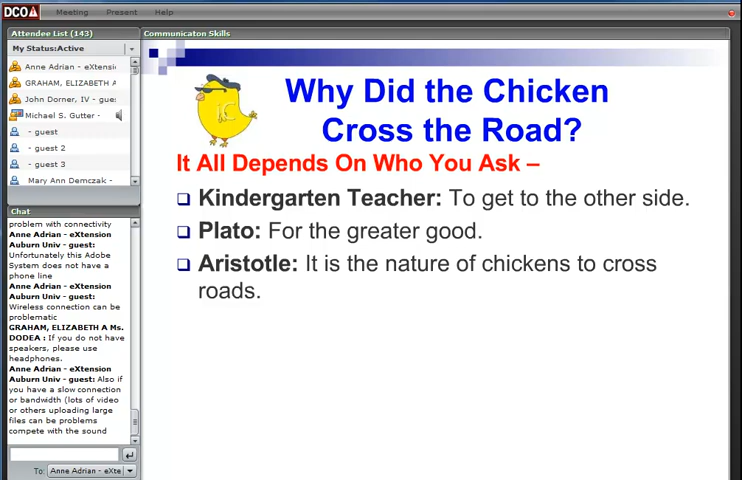 DCO Meeting Present Help
Attendee List (143)
My Status:Active
Anne Adrian - eXtensi
GRAHAM, ELIZABETH A
John Dorner, IV - gue:
Michael S. Gutter -
- guest
- guest 2
- guest 3
Mary Ann Demczak -
Chat
problem with connectivity
Anne Adrian - eXtension
Auburn Univ - guest:
Unfortunately this Adobe
System does not have a
phone line
Anne Adrian - eXtension
Auburn Univ - guest:
Wireless connection can be
problematic
GRAHAM, ELIZABETH A Ms.
DODEA : If you do not have
speakers, please use
headphones.
Anne Adrian - eXtension
Auburn Univ - guest: Also if
you have a slow connection
or bandwidth (lots of video
or others uploading large
files can be problems
compete with the sound
To: Anne Adrian - eXte
Communicaton Skills
Why Did the Chicken
Cross the Road?
It All Depends On Who You Ask –
Kindergarten Teacher: To get to the other side.
Plato: For the greater good.
Aristotle: It is the nature of chickens to cross
roads.